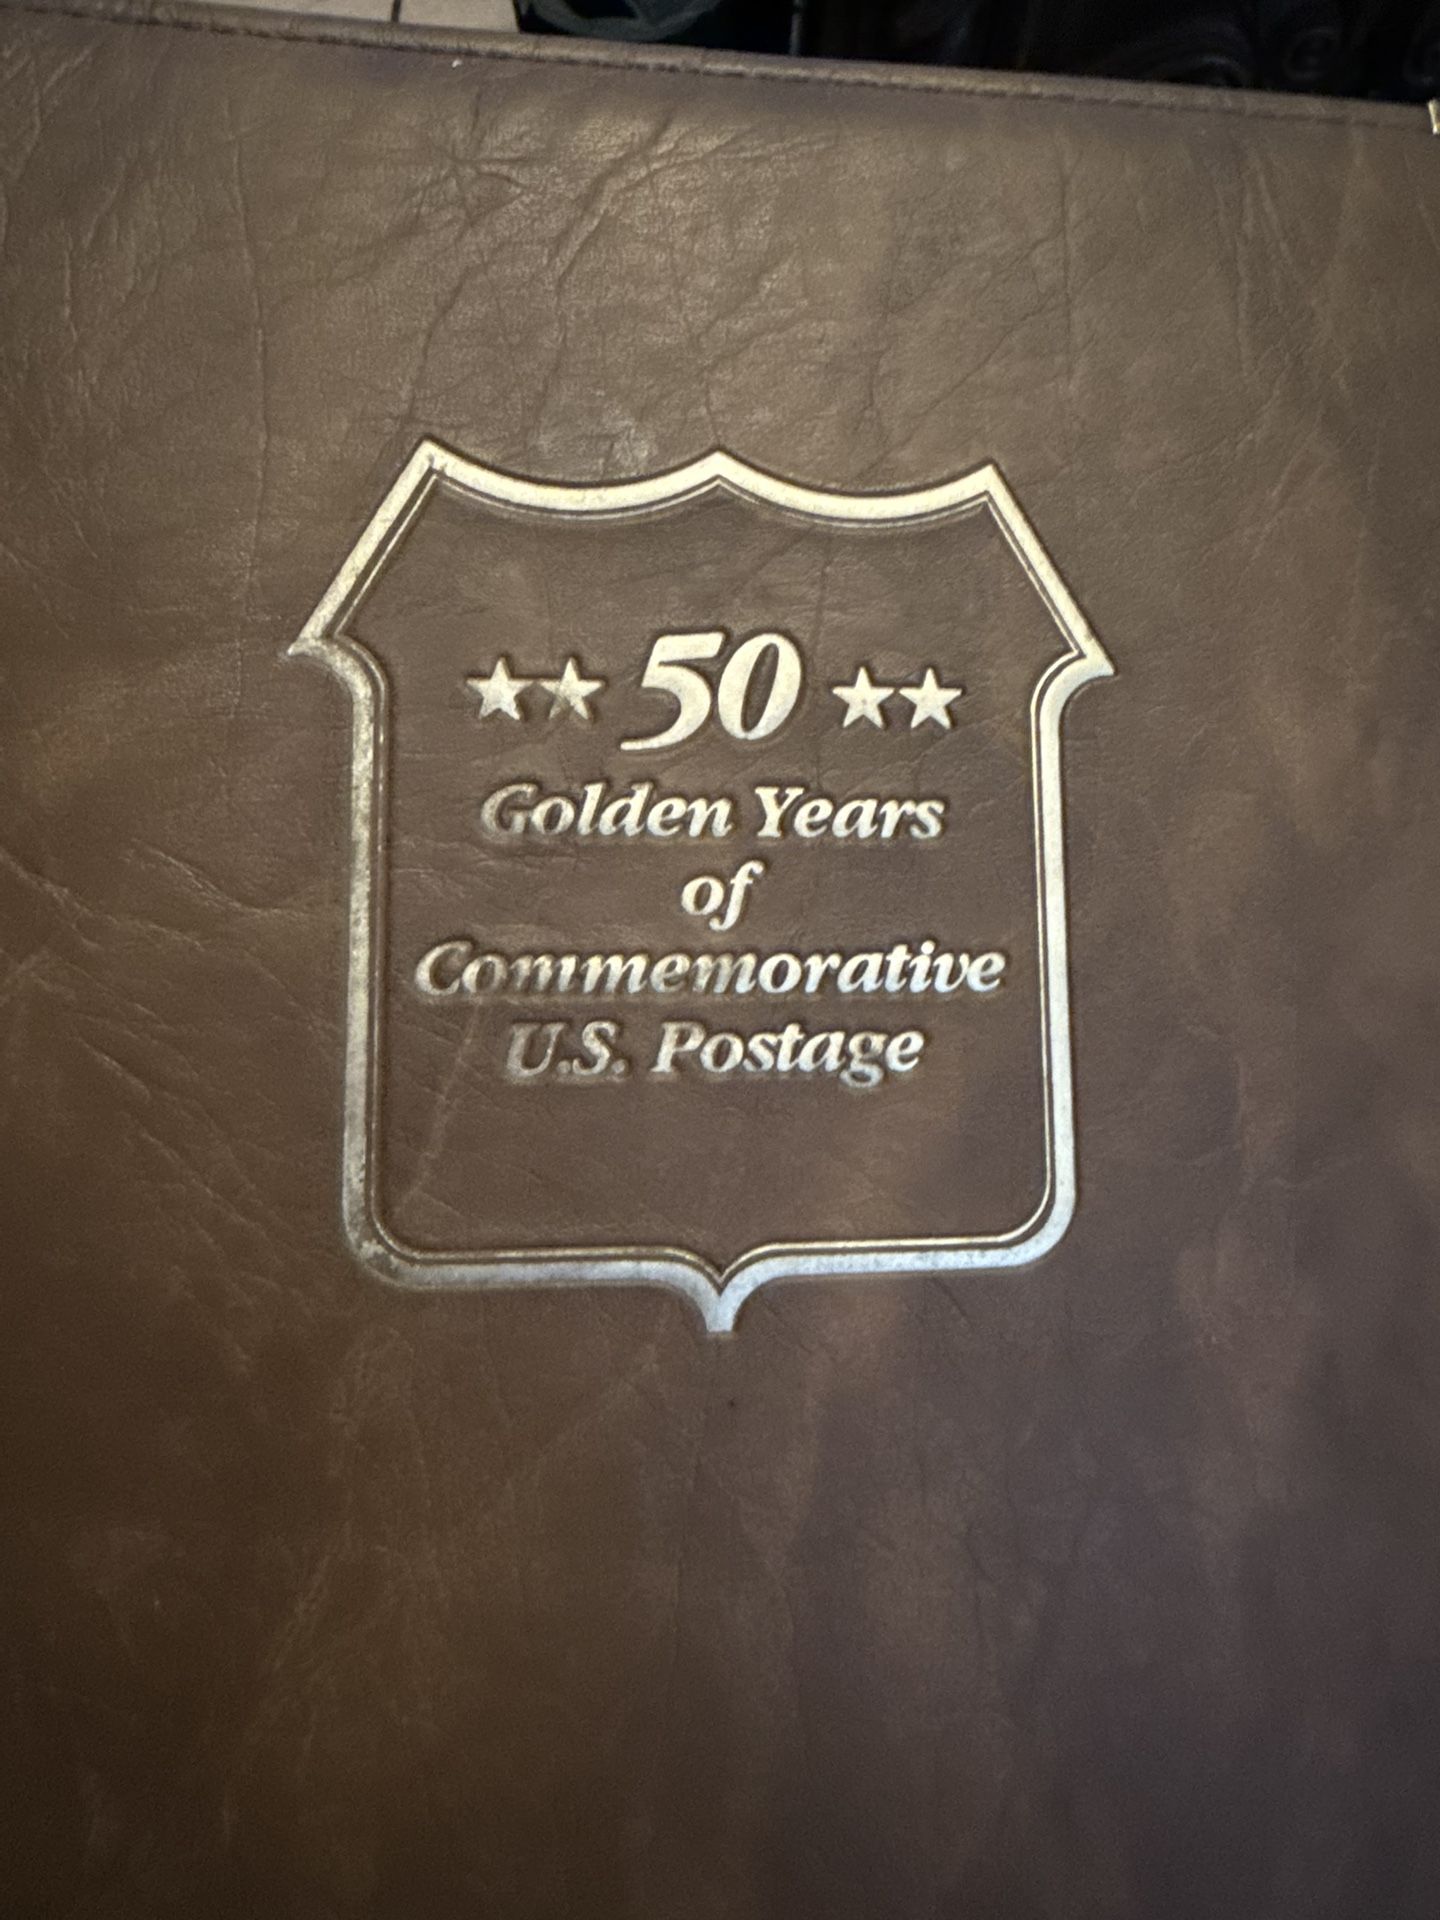 ★★ 50 ★★
Golden Years
of
Commemorative
U.S. Postage